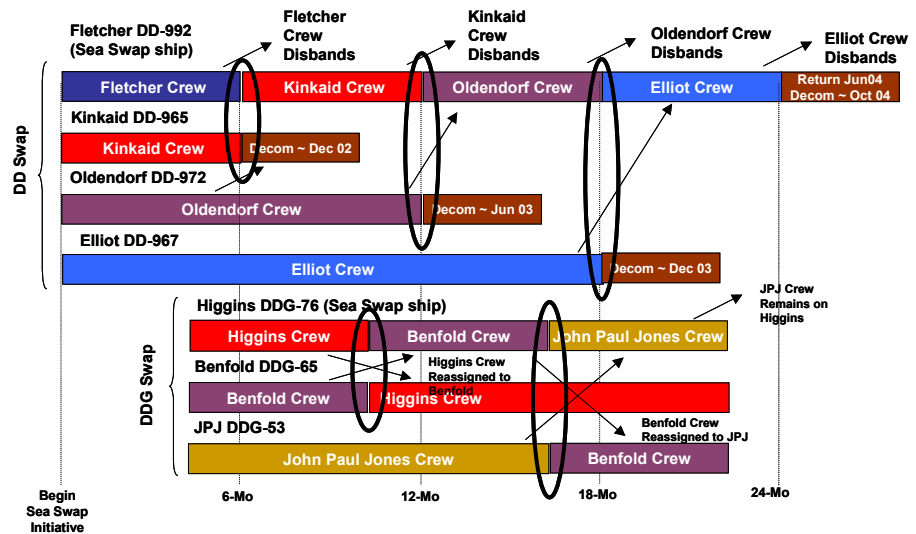 Fletcher DD-992
(Sea Swap ship)
Fletcher
Crew
Disbands
Kinkaid
Crew
Disbands
Oldendorf Crew
Disbands
Elliot Crew
Disbands
Fletcher Crew
Kinkaid Crew
Oldendorf Crew
Elliot Crew
Return Jun04
Decom ~ Oct 04
Kinkaid DD-965
Kinkaid Crew
Decom ~ Dec 02
Oldendorf DD-972
Oldendorf Crew
Decom ~ Jun 03
Elliot DD-967
Elliot Crew
Decom ~ Dec 03
DD Swap
JPJ Crew
Remains on
Higgins
Higgins DDG-76 (Sea Swap ship)
Higgins Crew
Benfold Crew
John Paul Jones Crew
Benfold DDG-65
Higgins Crew
Reassigned to
Benfold
Benfold Crew
Higgins Crew
JPJ DDG-53
Benfold Crew
Reassigned to JPJ
John Paul Jones Crew
Benfold Crew
DDG Swap
Begin
Sea Swap
Initiative
6-Mo
12-Mo
18-Mo
24-Mo